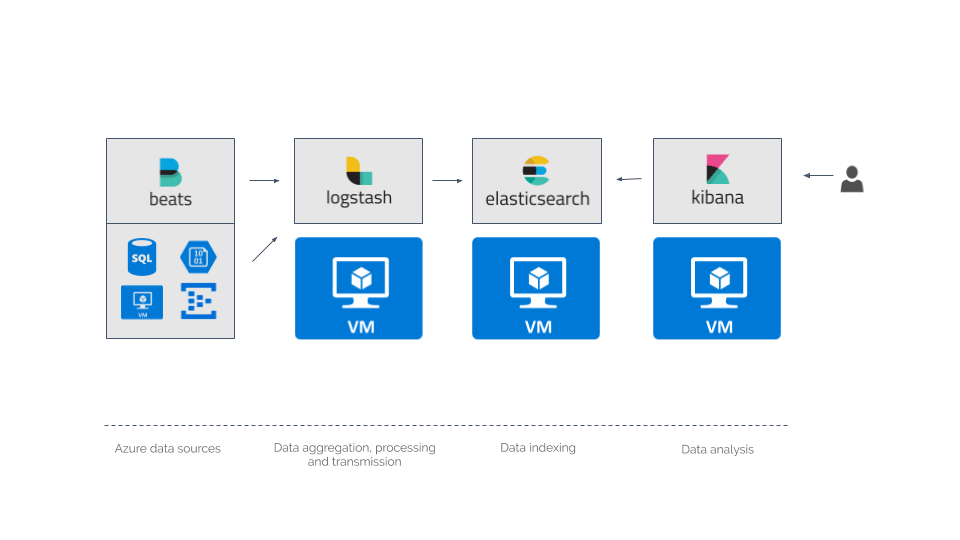 beats
logstash
elasticsearch
kibana
SQL
10
01
VM
VM
VM
VM
Azure data sources
Data aggregation, processing
and transmission
Data indexing
Data analysis